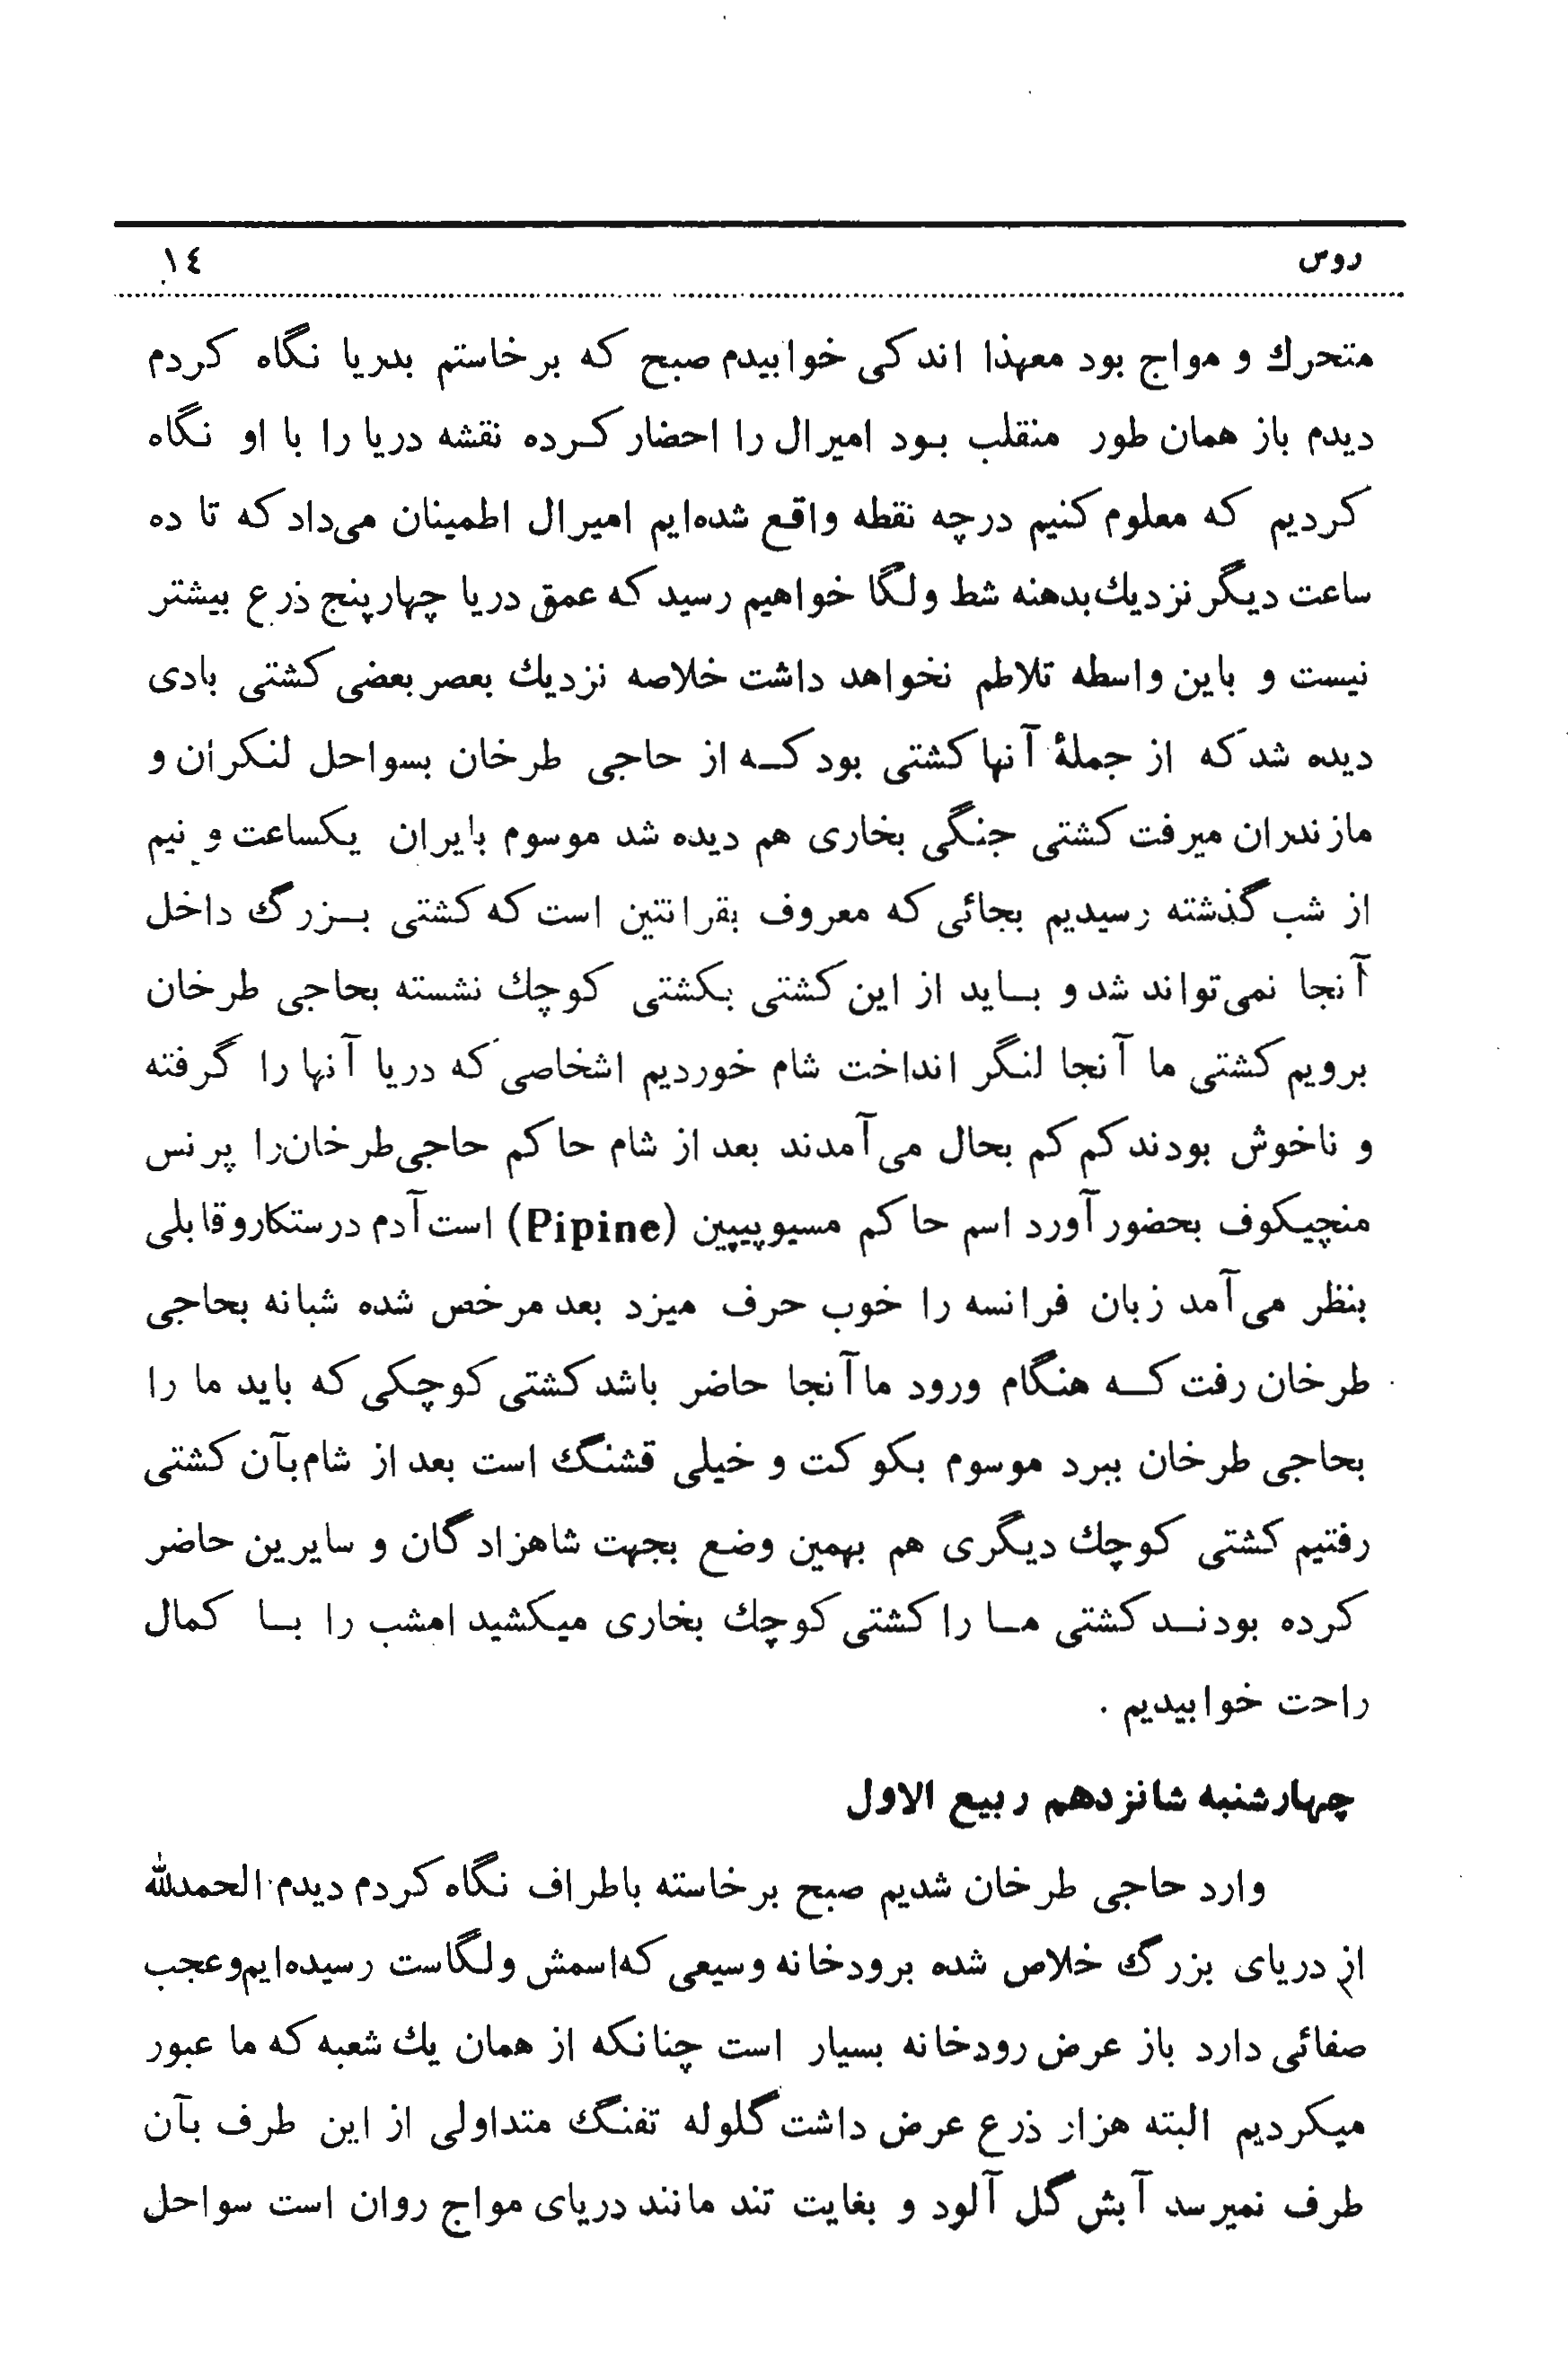 روس ١٤
متحرك و مواج بود معهذا اندکی خوابیدم صبح که برخاستم بدریا نگاه کردم
دیدم باز همان طور منقلب بود امیرال را احضار کرده نقشه دریا را با او نگاه
کردیم که معلوم کنیم درچه نقطه واقع شده‌ایم امیرال اطمینان می‌داد که تا ده
ساعت دیگر نزدیك بدهنه شط ولگا خواهیم رسید که عمق دریا چهارپنج ذرع بیشتر
نیست و باین واسطه تلاطم نخواهد داشت خلاصه نزدیك بعصر بعضی کشتی بادی
دیده شد که از جملهٔ آنها کشتی بود که از حاجی طرخان بسواحل لنکران و
مازندران میرفت کشتی جنگی بخاری هم دیده شد موسوم بایران یکساعت و نیم
از شب گذشته رسیدیم بجائی که معروف بقرانتین است که کشتی بزرگ داخل
آنجا نمی‌تواند شد و باید از این کشتی بکشتی کوچك نشسته بحاجی طرخان
برویم کشتی ما آنجا لنگر انداخت شام خوردیم اشخاصی که دریا آنها را گرفته
و ناخوش بودند کم کم بحال می‌آمدند بعد از شام حاکم حاجی‌طرخان‌را پرنس
منچیکوف بحضور آورد اسم حاکم مسیوپیپین (Pipine) است آدم درستکار و قابلی
بنظر می‌آمد زبان فرانسه را خوب حرف میزد بعد مرخص شده شبانه بحاجی
طرخان رفت که هنگام ورود ما آنجا حاضر باشد کشتی کوچکی که باید ما را
بحاجی طرخان ببرد موسوم بکوکت و خیلی قشنگ است بعد از شام بآن کشتی
رفتیم کشتی کوچك دیگری هم بهمین وضع بجهت شاهزادگان و سایرین حاضر
کرده بودند کشتی ما را کشتی کوچك بخاری میکشید امشب را با کمال
راحت خوابیدیم .
چهارشنبه شانزدهم ربیع الاول
وارد حاجی طرخان شدیم صبح برخاسته باطراف نگاه کردم دیدم الحمدلله
از دریای بزرگ خلاص شده برودخانه وسیعی که‌اسمش ولگاست رسیده‌ایم‌وعجب
صفائی دارد باز عرض رودخانه بسیار است چنانکه از همان یك شعبه که ما عبور
میکردیم البته هزار ذرع عرض داشت گلوله تفنگ متداولی از این طرف بآن
طرف نمیرسد آبش گل آلود و بغایت تند مانند دریای مواج روان است سواحل